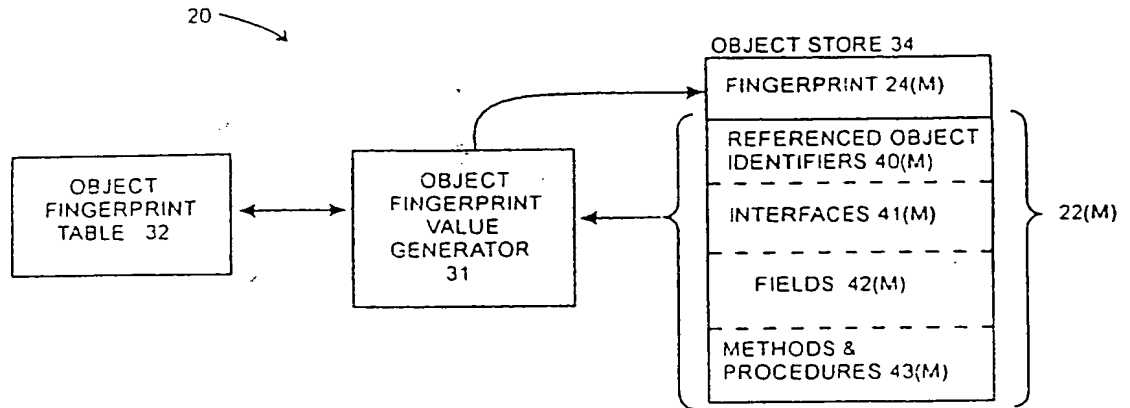 20
OBJECT STORE 34
FINGERPRINT 24(M)
REFERENCED OBJECT
IDENTIFIERS 40(M)
INTERFACES 41(M)
FIELDS 42(M)
METHODS &
PROCEDURES 43(M)
22(M)
OBJECT
FINGERPRINT
VALUE
GENERATOR
31
OBJECT
FINGERPRINT
TABLE 32